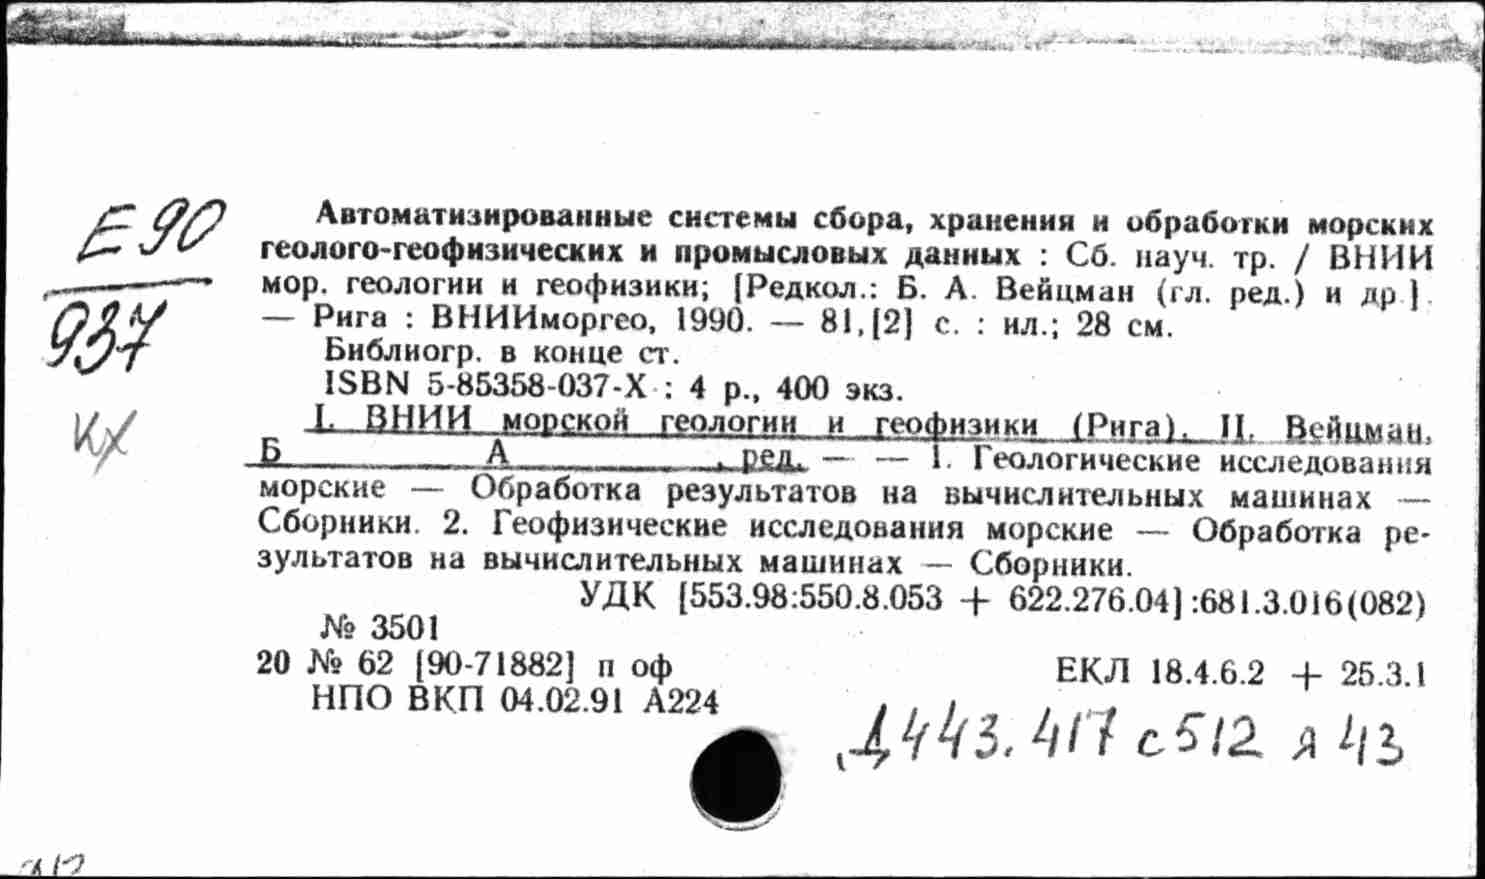 Е90
937
Кх
Автоматизированные системы сбора, хранения и обработки морских
геолого-геофизических и промысловых данных : Сб. науч. тр. / ВНИИ
мор. геологии и геофизики; [Редкол.: Б. А. Вейцман (гл. ред.) и др.].
— Рига : ВНИИморгео, 1990. — 81,[2] с. : ил.; 28 см.
Библиогр. в конце ст.
ISBN 5-85358-037-X : 4 р., 400 экз.
I. ВНИИ морской геологии и геофизики (Рига). II. Вейцман,
Б А , ред. — — 1. Геологические исследования
морские — Обработка результатов на вычислительных машинах —
Сборники. 2. Геофизические исследования морские — Обработка ре-
зультатов на вычислительных машинах — Сборники.
УДК [553.98:550.8.053 + 622.276.04]:681.3.016(082)
№ 3501
20 № 62 [90-71882] п оф
ЕКЛ 18.4.6.2 + 25.3.1
НПО ВКП 04.02.91 А224
Д443.417 с512 я43